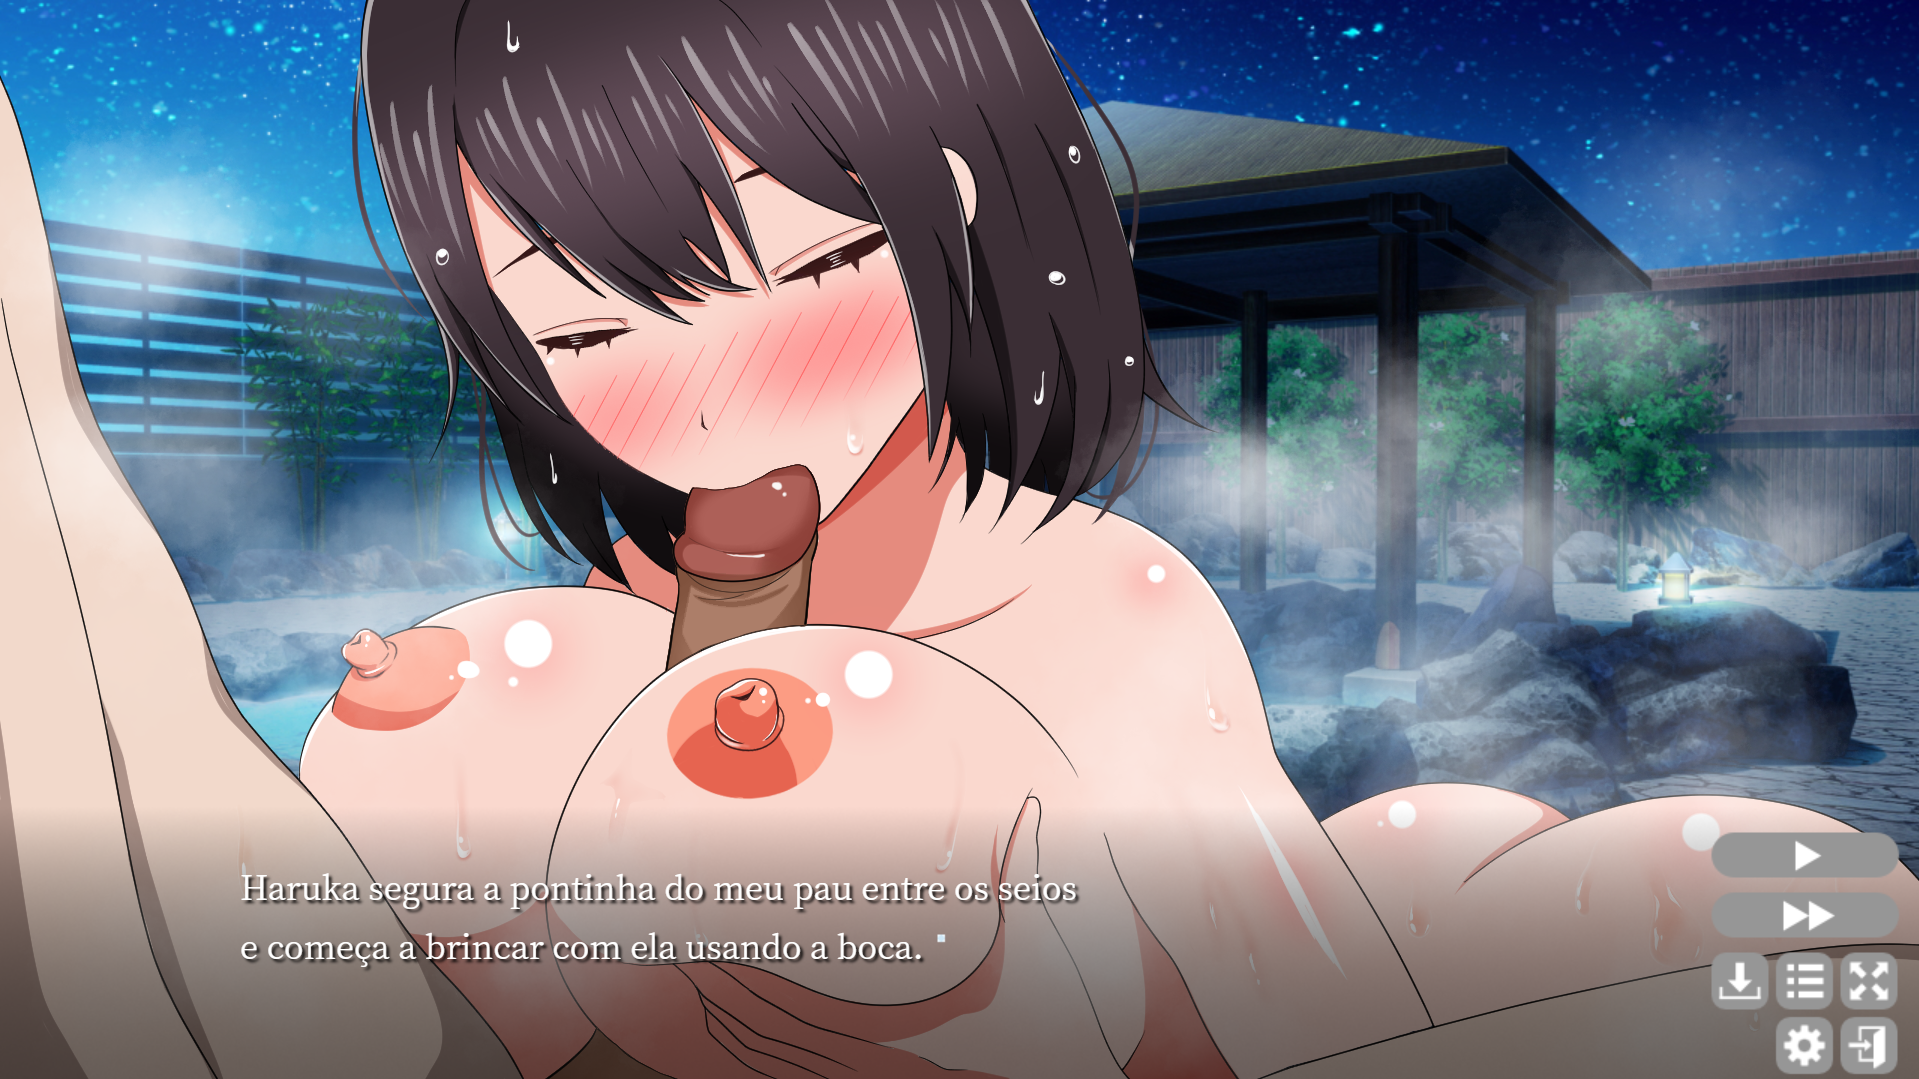 Haruka segura a pontinha do meu pau entre os seios
e começa a brincar com ela usando a boca.